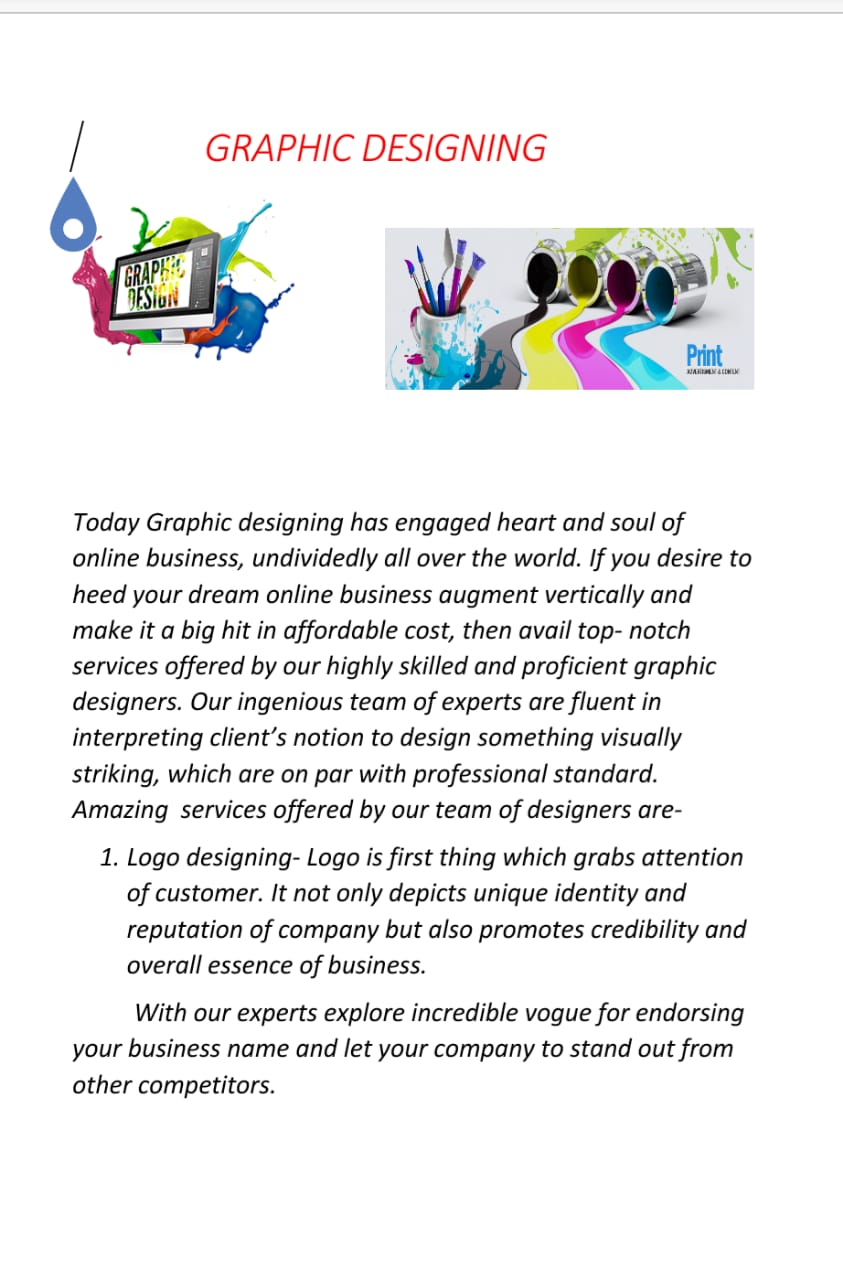 GRAPHIC DESIGNING
GRAPHIC
DESIGN
Print
Today Graphic designing has engaged heart and soul of
online business, undividedly all over the world. If you desire to
heed your dream online business augment vertically and
make it a big hit in affordable cost, then avail top- notch
services offered by our highly skilled and proficient graphic
designers. Our ingenious team of experts are fluent in
interpreting client’s notion to design something visually
striking, which are on par with professional standard.
Amazing  services offered by our team of designers are-
1. Logo designing- Logo is first thing which grabs attention
of customer. It not only depicts unique identity and
reputation of company but also promotes credibility and
overall essence of business.
With our experts explore incredible vogue for endorsing
your business name and let your company to stand out from
other competitors.